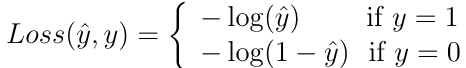 Loss(ŷ, y) = { − log(ŷ) if y = 1
− log(1 − ŷ) if y = 0